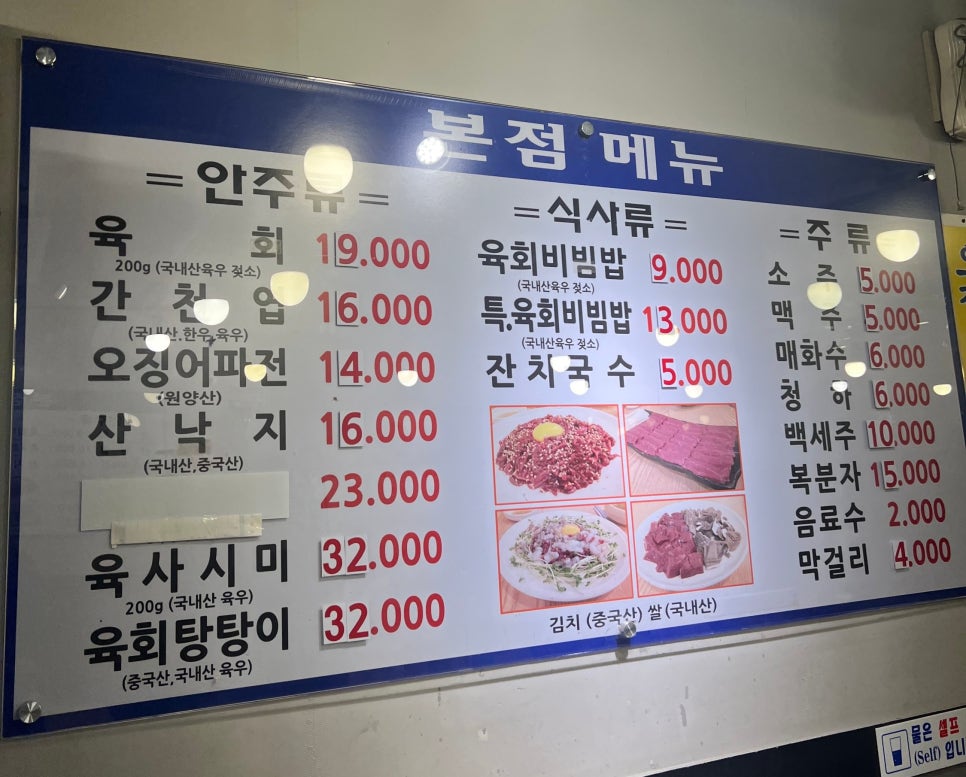 본점 메뉴
= 안주류 =
육 회 19.000
200g (국내산육우 젖소)
간 천 엽 16.000
(국내산.한우,육우)
오징어파전 14.000
(원양산)
산 낙 지 16.000
(국내산,중국산)
23.000
육 사 시 미 32.000
200g (국내산 육우)
육회탕탕이 32.000
(중국산,국내산 육우)
= 식사류 =
육회비빔밥 9.000
(국내산육우 젖소)
특.육회비빔밥 13.000
(국내산육우 젖소)
잔 치 국 수 5.000
김치 (중국산) 쌀 (국내산)
= 주 류 =
소 주 5.000
맥 주 5.000
매화수 6.000
청 하 6.000
백세주 10.000
복분자 15.000
음료수 2.000
막걸리 4.000
물은 셀프
(Self) 입니